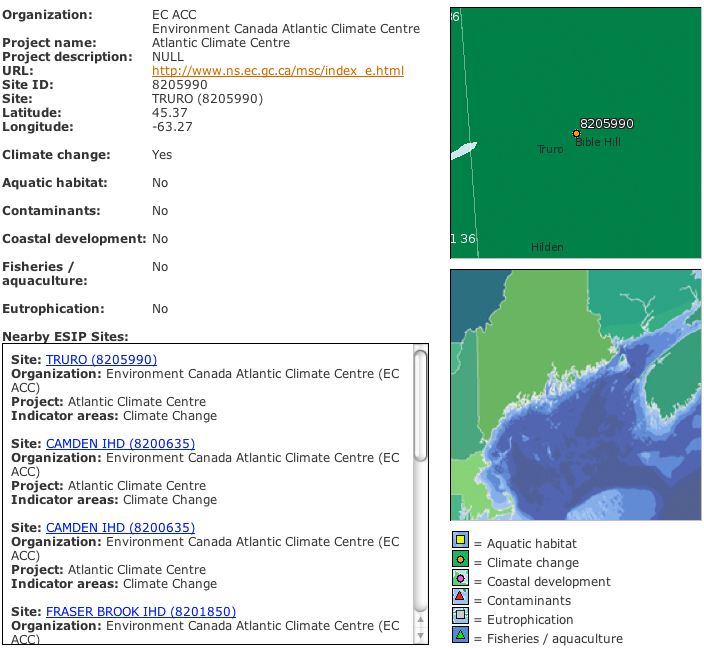 Organization: EC ACC
Environment Canada Atlantic Climate Centre
Project name: Atlantic Climate Centre
Project description: NULL
URL: http://www.ns.ec.gc.ca/msc/index_e.html
Site ID: 8205990
Site: TRURO (8205990)
Latitude: 45.37
Longitude: -63.27
Climate change: Yes
Aquatic habitat: No
Contaminants: No
Coastal development: No
Fisheries / No
aquaculture:
Eutrophication: No
Nearby ESIP Sites:
Site: TRURO (8205990)
Organization: Environment Canada Atlantic Climate Centre (EC
ACC)
Project: Atlantic Climate Centre
Indicator areas: Climate Change
Site: CAMDEN IHD (8200635)
Organization: Environment Canada Atlantic Climate Centre (EC
ACC)
Project: Atlantic Climate Centre
Indicator areas: Climate Change
Site: CAMDEN IHD (8200635)
Organization: Environment Canada Atlantic Climate Centre (EC
ACC)
Project: Atlantic Climate Centre
Indicator areas: Climate Change
Site: FRASER BROOK IHD (8201850)
Organization: Environment Canada Atlantic Climate Centre (EC
ACC)
36
8205990
Bible Hill
Truro
1 36
Hilden
= Aquatic habitat
= Climate change
= Coastal development
= Contaminants
= Eutrophication
= Fisheries / aquaculture